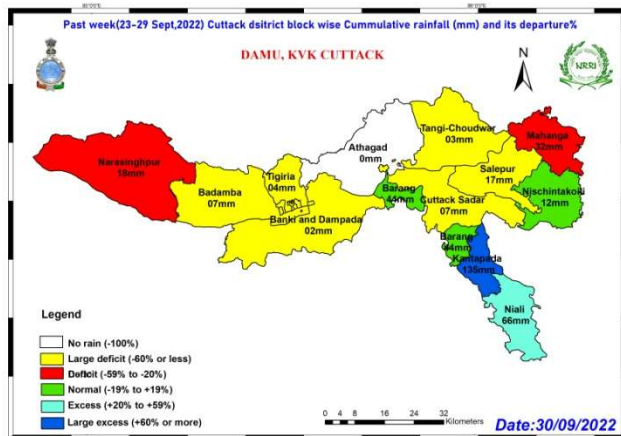 Past week(23-29 Sept,2022) Cuttack dsitrict block wise Cummulative rainfall (mm) and its departure%
DAMU, KVK CUTTACK
N
NRRI
Narasinghpur
18mm
Badamba
07mm
Tigiria
04mm
Banki and Dampada
02mm
Athagad
0mm
Tangi-Choudwar
03mm
Mahanga
32mm
Salepur
17mm
Nischintakoili
12mm
Barang
44mm
Cuttack Sadar
07mm
Barang
44mm
Kantapada
135mm
Niali
66mm
Legend
No rain (-100%)
Large deficit (-60% or less)
Deficit (-59% to -20%)
Normal (-19% to +19%)
Excess (+20% to +59%)
Large excess (+60% or more)
0 4 8 16 24 32
Kilometers
Date:30/09/2022